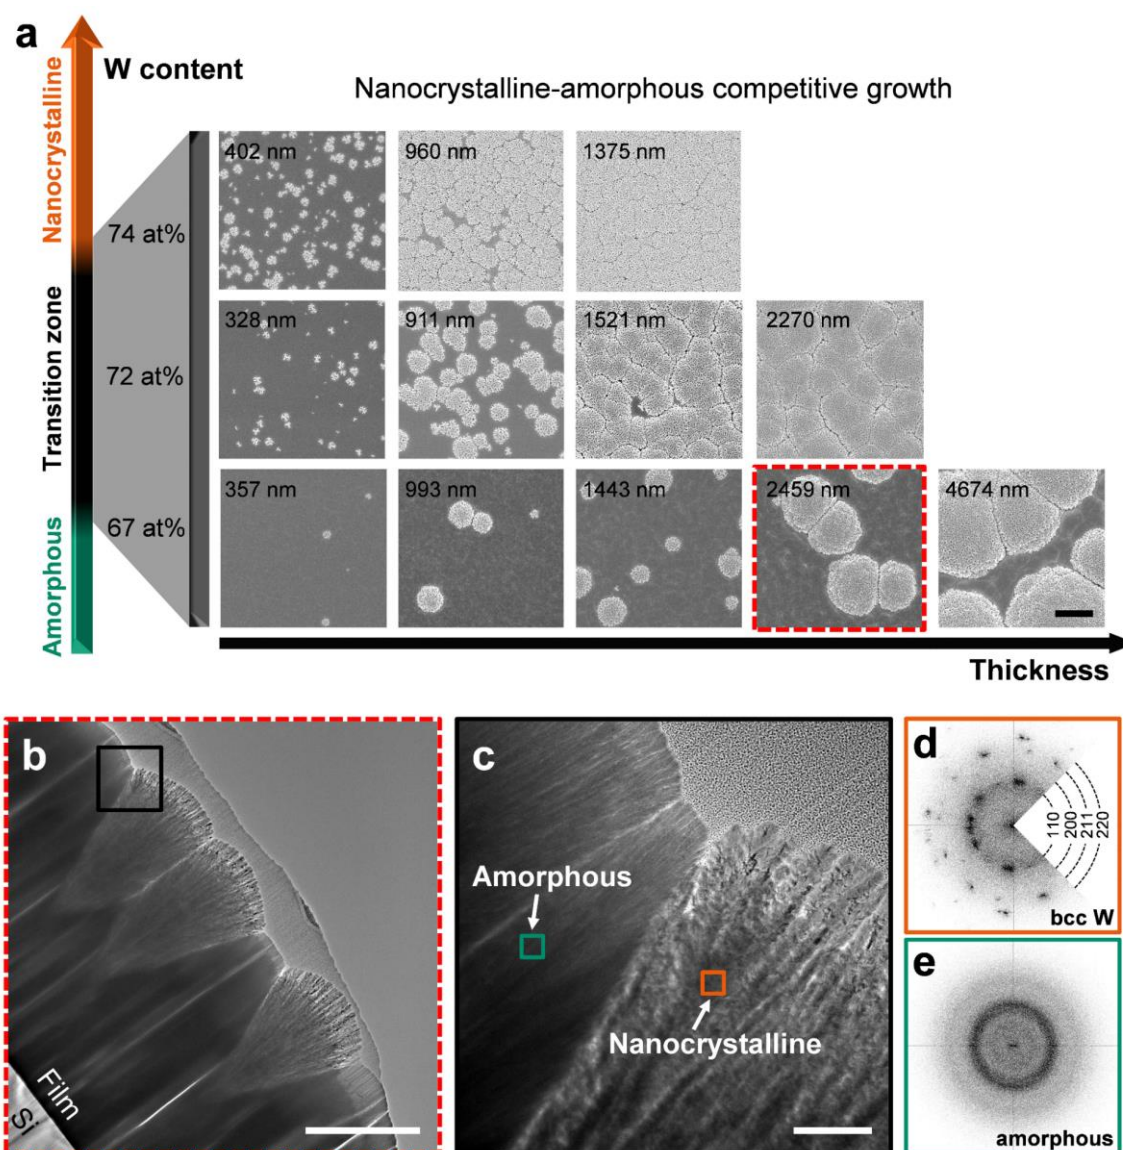 a
W content
Nanocrystalline-amorphous competitive growth
Nanocrystalline
Transition zone
Amorphous
74 at%
402 nm
960 nm
1375 nm
72 at%
328 nm
911 nm
1521 nm
2270 nm
67 at%
357 nm
993 nm
1443 nm
2459 nm
4674 nm
Thickness
b
Film
Si
c
Amorphous
Nanocrystalline
d
110
200
211
220
bcc W
e
amorphous